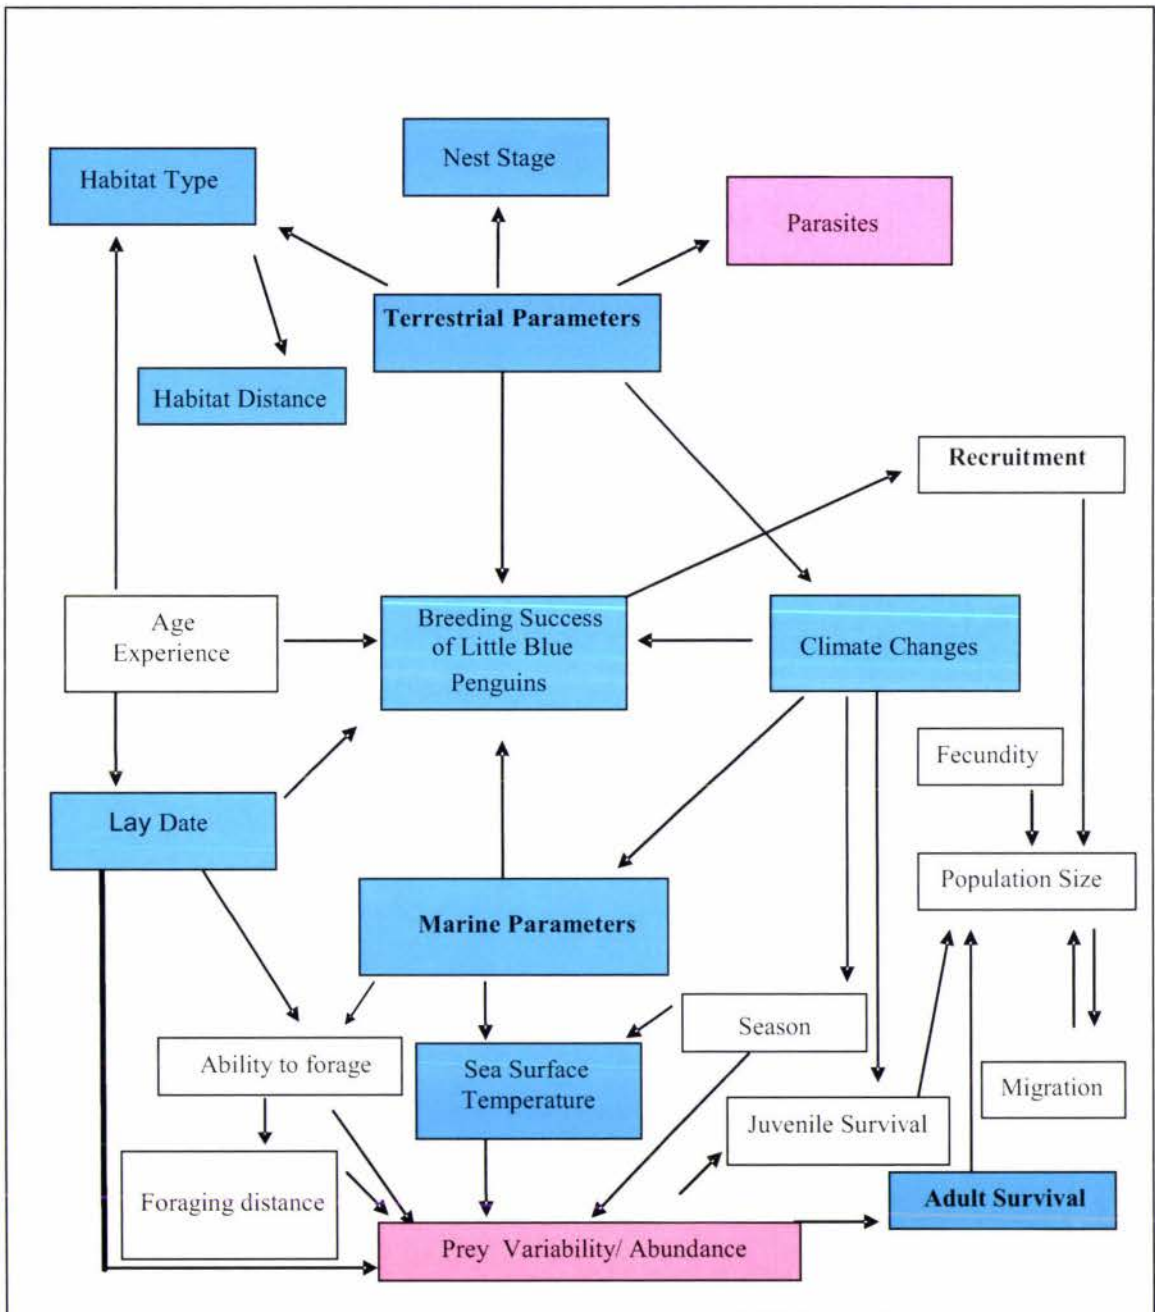 Nest Stage
Habitat Type
Parasites
Terrestrial Parameters
Habitat Distance
Recruitment
Age
Experience
Breeding Success
of Little Blue
Penguins
Climate Changes
Fecundity
Lay Date
Population Size
Marine Parameters
Season
Ability to forage
Sea Surface
Temperature
Migration
Juvenile Survival
Foraging distance
Adult Survival
Prey Variability/ Abundance